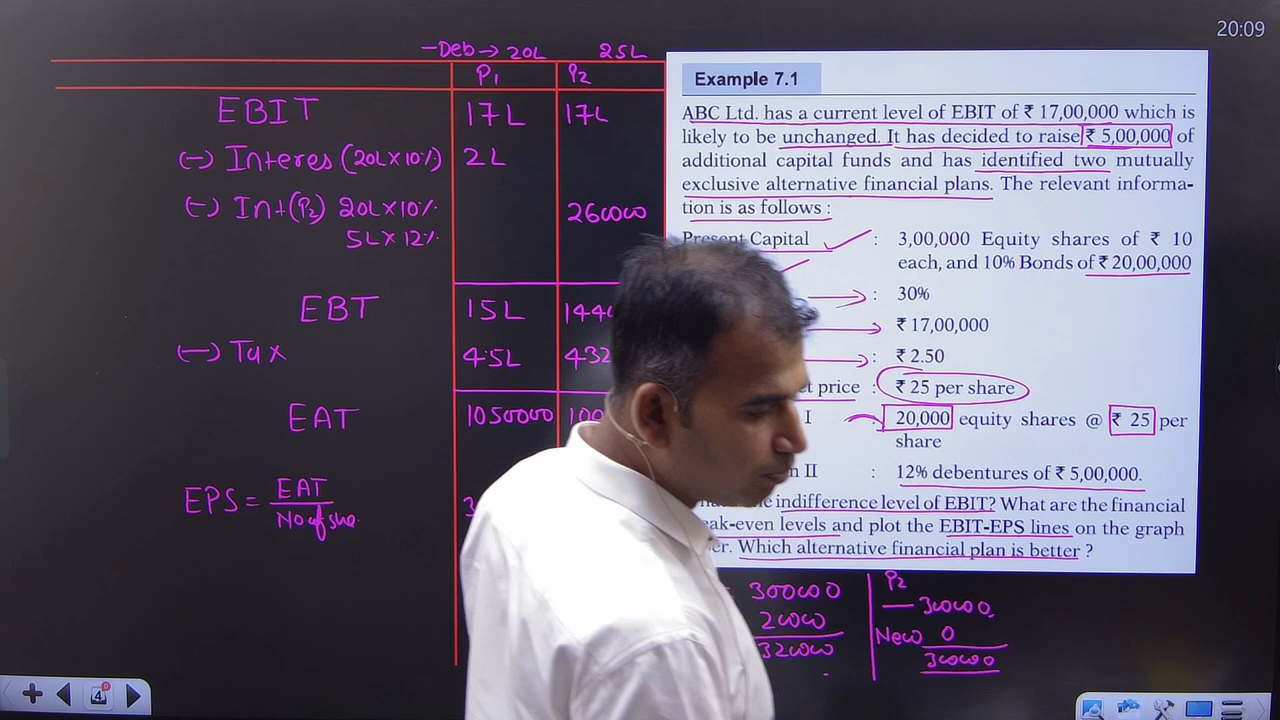 20:09
-Deb → 20L 25L
P1 P2
EBIT 17L 17L
(-) Interes (20L×10%) 2L
(-) Int(P2) 20L×10% 260000
5L×12%
EBT 15L
(-) Tax 4.5L
EAT 1050000
EPS = EAT
No of sha.
Example 7.1
ABC Ltd. has a current level of EBIT of ₹ 17,00,000 which is
likely to be unchanged. It has decided to raise ₹ 5,00,000 of
additional capital funds and has identified two mutually
exclusive alternative financial plans. The relevant informa-
tion is as follows :
Present Capital : 3,00,000 Equity shares of ₹ 10
each, and 10% Bonds of ₹ 20,00,000
: 30%
₹ 17,00,000
: ₹ 2.50
price : ₹ 25 per share
I : 20,000 equity shares @ ₹ 25 per
share
II : 12% debentures of ₹ 5,00,000.
indifference level of EBIT? What are the financial
levels and plot the EBIT-EPS lines on the graph
Which alternative financial plan is better ?
300000
20000
320000
P2
— 300000
New 0
300000
4